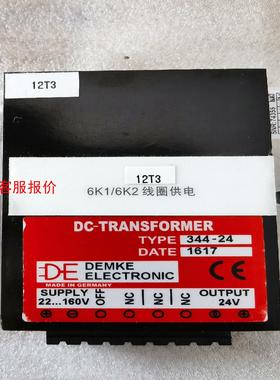 12T3
12T3
客服报价
6K1/6K2 线圈供电
DC-TRANSFORMER
TYPE 344-24
DATE 1617
DE DEMKE ELECTRONIC
CE
MADE IN GERMANY
SUPPLY OFF NC NC NC OUTPUT
22...160V 24V